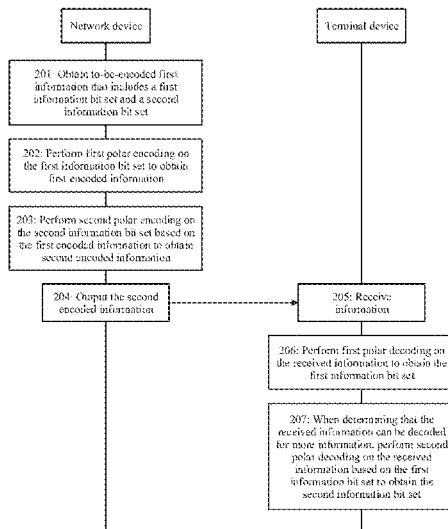 Network device
Terminal device
201: Obtain to-be-encoded first
information that includes a first
information bit set and a second
information bit set
202: Perform first polar encoding on
the first information bit set to obtain
first encoded information
203: Perform second polar encoding on
the second information bit set based on
the first encoded information to obtain
second encoded information
204: Output the second
encoded information
205: Receive
information
206: Perform first polar decoding on
the received information to obtain the
first information bit set
207: When determining that the
received information can be decoded
for more information, perform second
polar decoding on the received
information based on the first
information bit set to obtain the
second information bit set